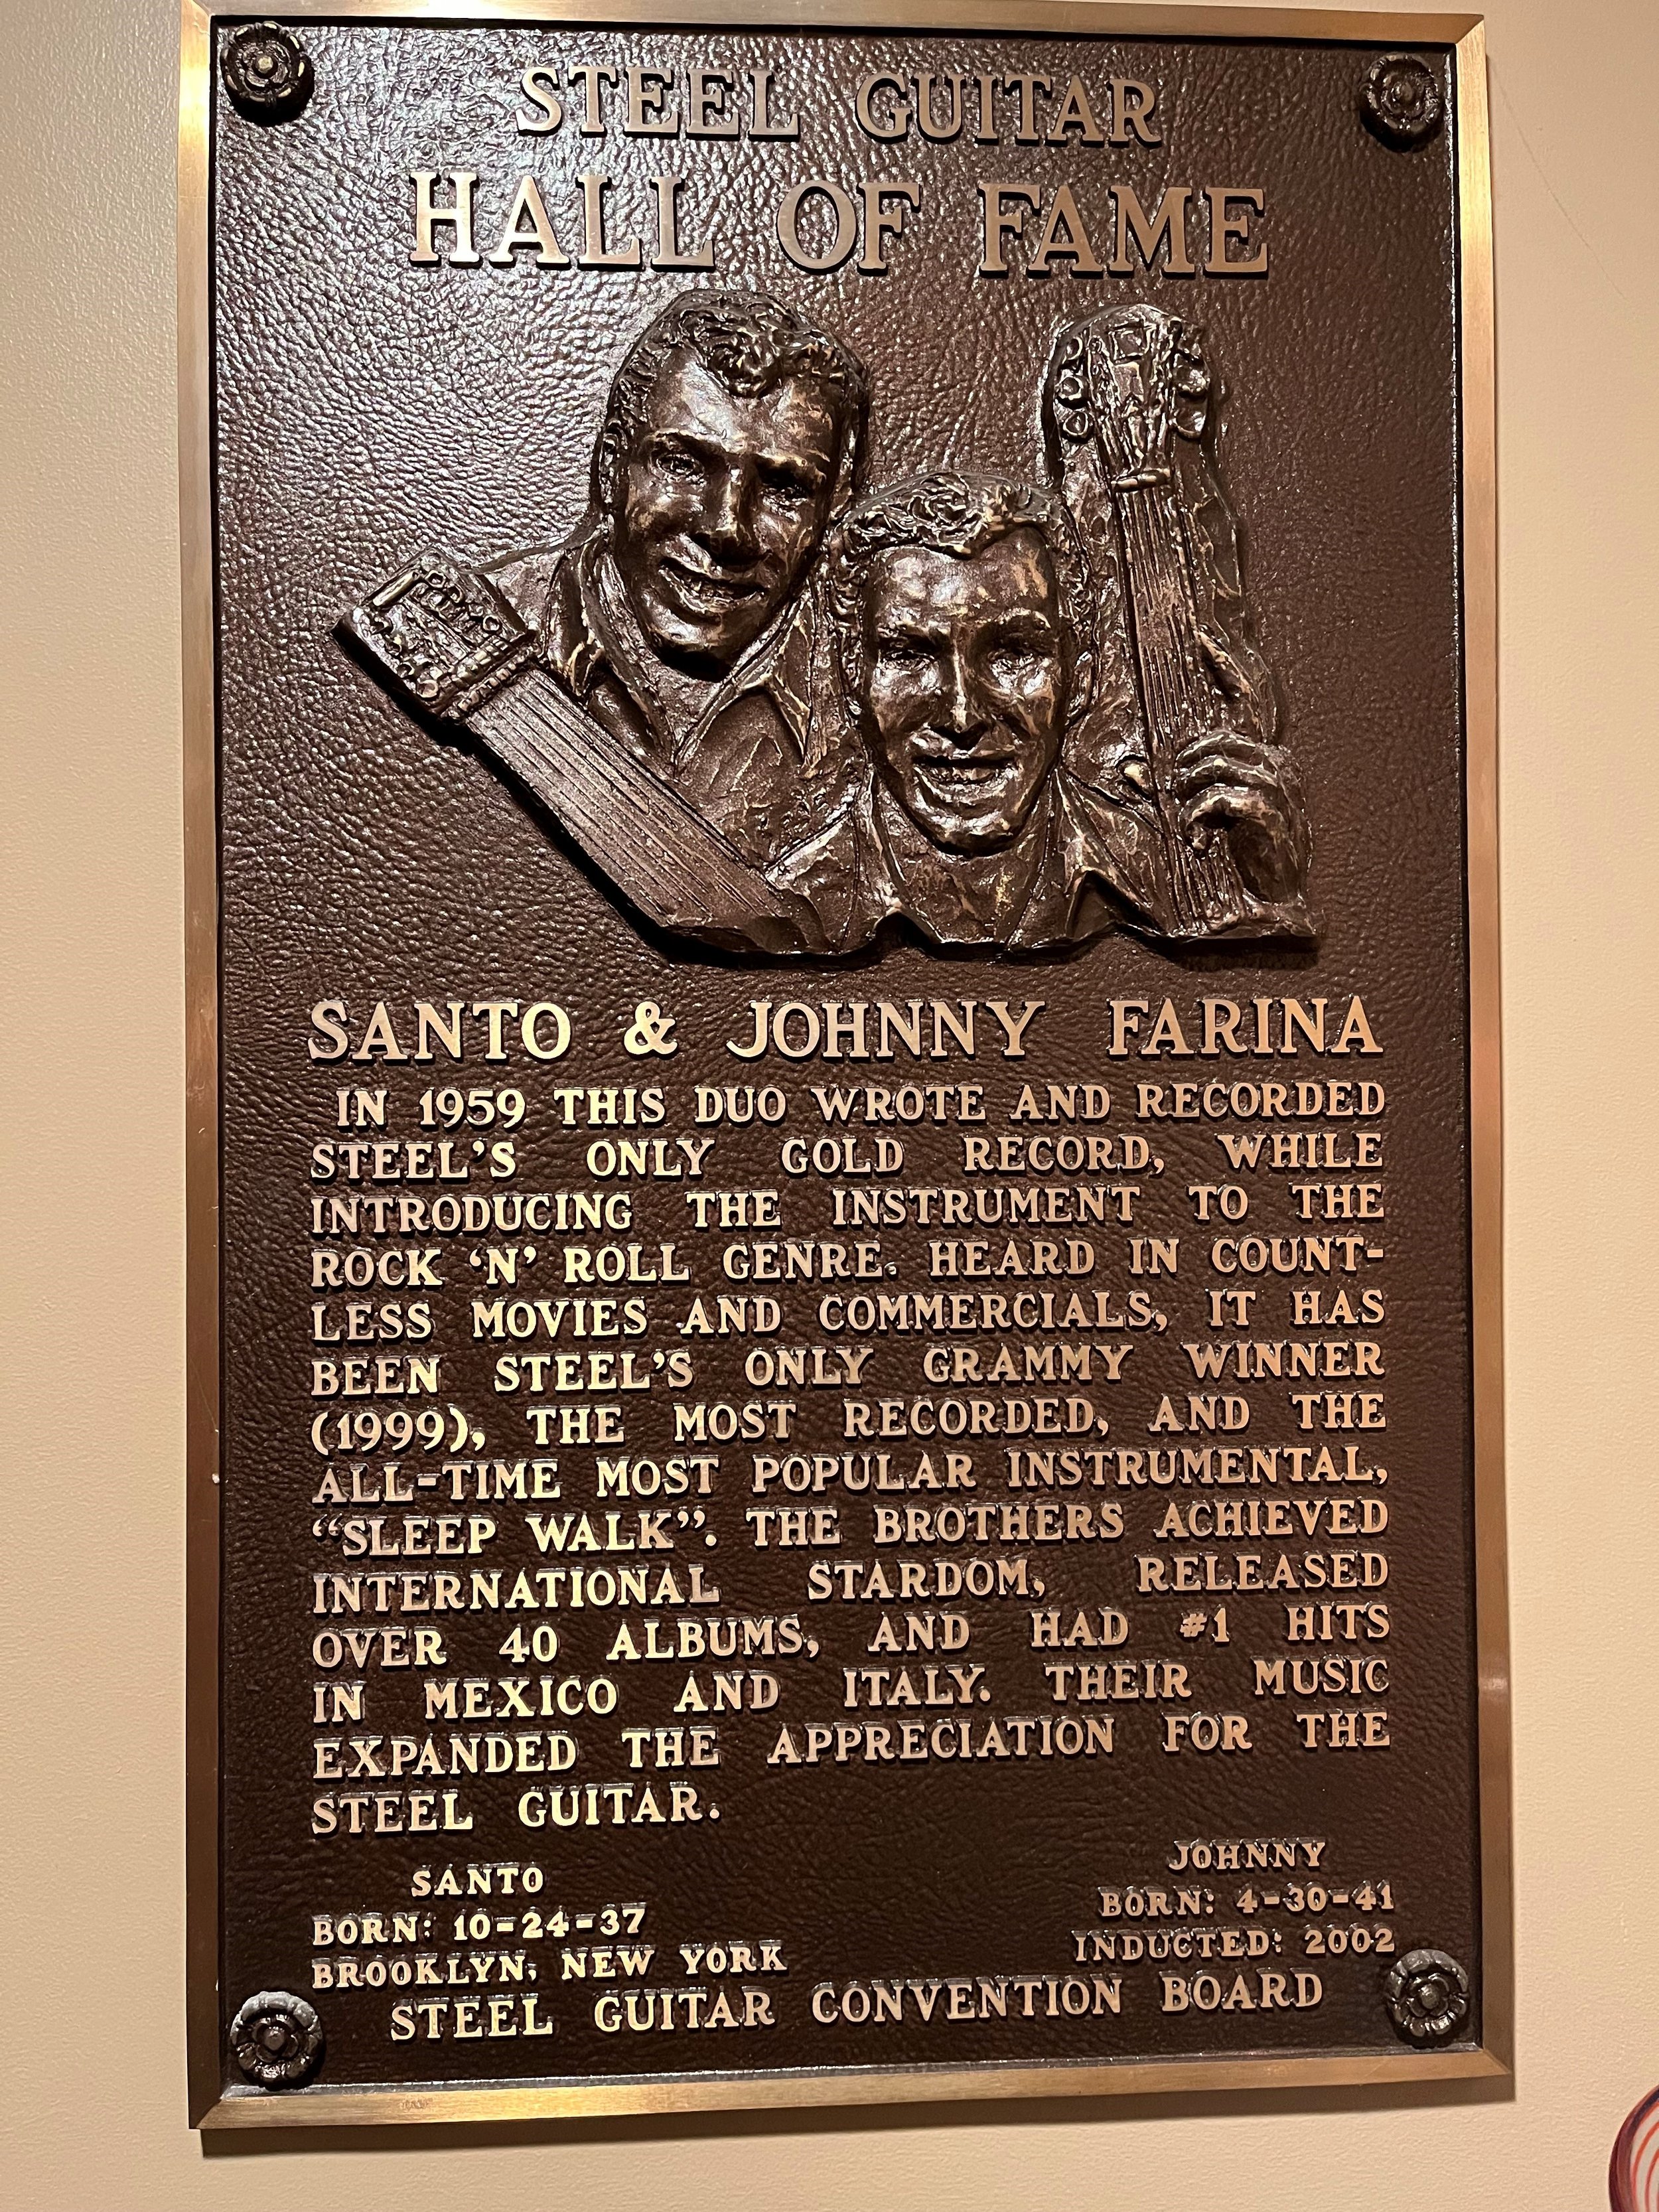 STEEL GUITAR
HALL OF FAME
SANTO & JOHNNY FARINA
IN 1959 THIS DUO WROTE AND RECORDED
STEEL'S ONLY GOLD RECORD, WHILE
INTRODUCING THE INSTRUMENT TO THE
ROCK 'N' ROLL GENRE. HEARD IN COUNT-
LESS MOVIES AND COMMERCIALS, IT HAS
BEEN STEEL'S ONLY GRAMMY WINNER
(1999), THE MOST RECORDED, AND THE
ALL-TIME MOST POPULAR INSTRUMENTAL,
"SLEEP WALK". THE BROTHERS ACHIEVED
INTERNATIONAL STARDOM, RELEASED
OVER 40 ALBUMS, AND HAD #1 HITS
IN MEXICO AND ITALY. THEIR MUSIC
EXPANDED THE APPRECIATION FOR THE
STEEL GUITAR.
SANTO
BORN: 10-24-37
BROOKLYN, NEW YORK
JOHNNY
BORN: 4-30-41
INDUCTED: 2002
STEEL GUITAR CONVENTION BOARD